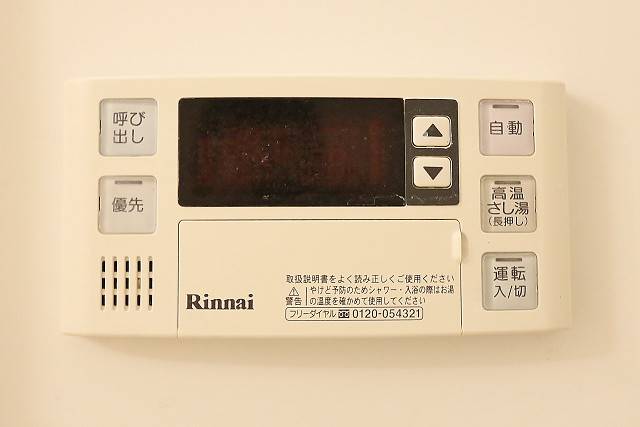 呼び
出し
優先
▲
▼
自動
高温
さし湯
(長押し)
運転
入/切
Rinnai
取扱説明書をよく読み正しくご使用ください
⚠ やけど予防のためシャワー・入浴の際はお湯
警告 の温度を確かめて使用してください
フリーダイヤル 0120-054321